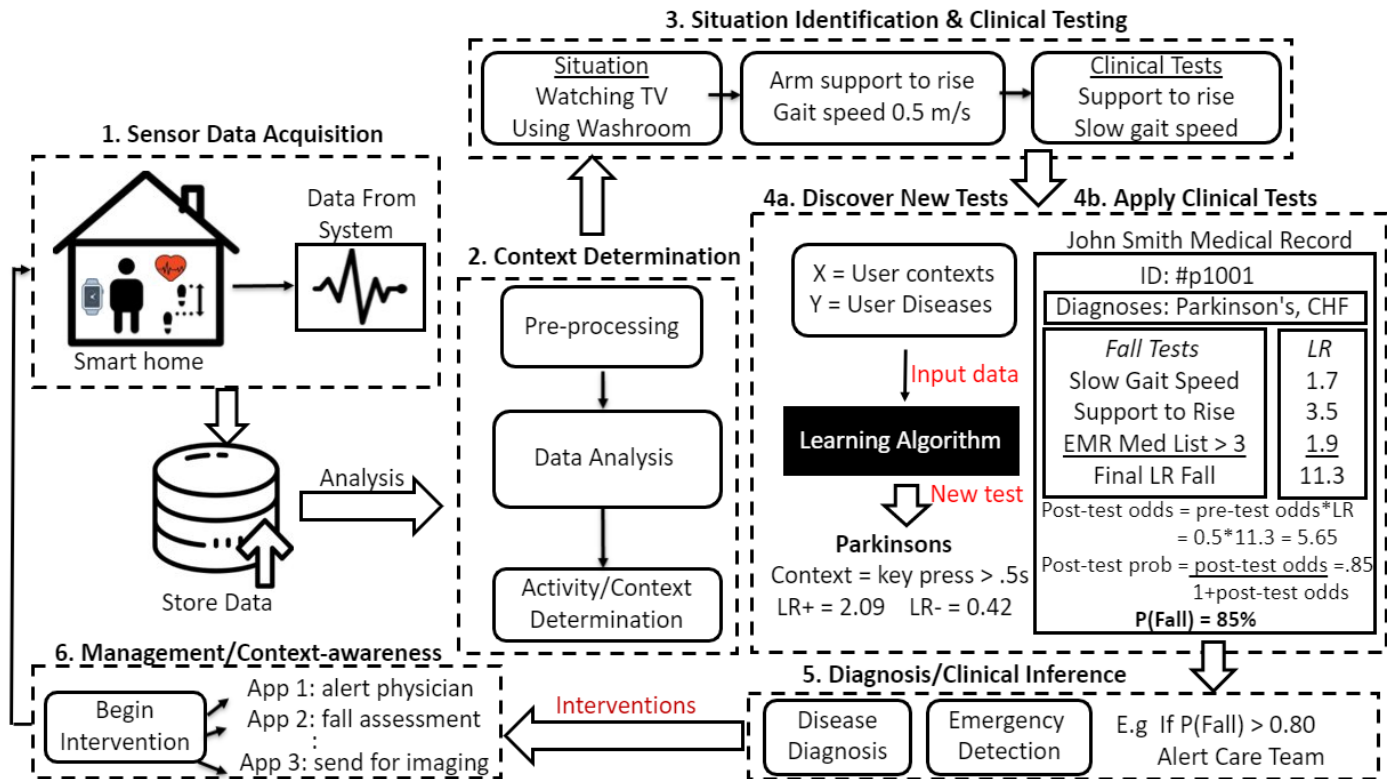 3. Situation Identification & Clinical Testing
Situation
Watching TV
Using Washroom
Arm support to rise
Gait speed 0.5 m/s
Clinical Tests
Support to rise
Slow gait speed
1. Sensor Data Acquisition
Data From
System
Smart home
Store Data
Analysis
2. Context Determination
Pre-processing
Data Analysis
Activity/Context
Determination
4a. Discover New Tests
X = User contexts
Y = User Diseases
Input data
Learning Algorithm
New test
Parkinsons
Context = key press > .5s
LR+ = 2.09 LR- = 0.42
4b. Apply Clinical Tests
John Smith Medical Record
ID: #p1001
Diagnoses: Parkinson's, CHF
Fall Tests LR
Slow Gait Speed 1.7
Support to Rise 3.5
EMR Med List > 3 1.9
Final LR Fall 11.3
Post-test odds = pre-test odds*LR
= 0.5*11.3 = 5.65
Post-test prob = post-test odds =.85
1+post-test odds
P(Fall) = 85%
5. Diagnosis/Clinical Inference
Disease
Diagnosis
Emergency
Detection
E.g If P(Fall) > 0.80
Alert Care Team
Interventions
6. Management/Context-awareness
Begin
Intervention
App 1: alert physician
App 2: fall assessment
:
App 3: send for imaging